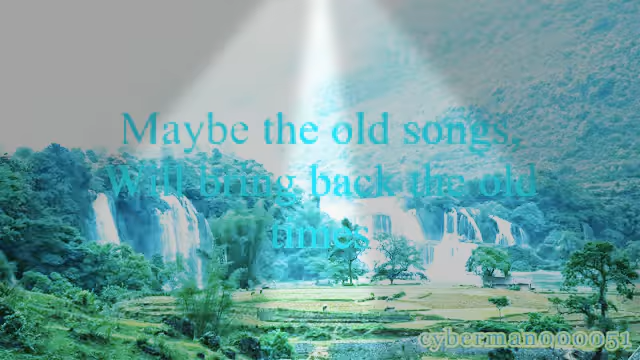 Maybe the old songs,
Will bring back the old
times
cyberman000051